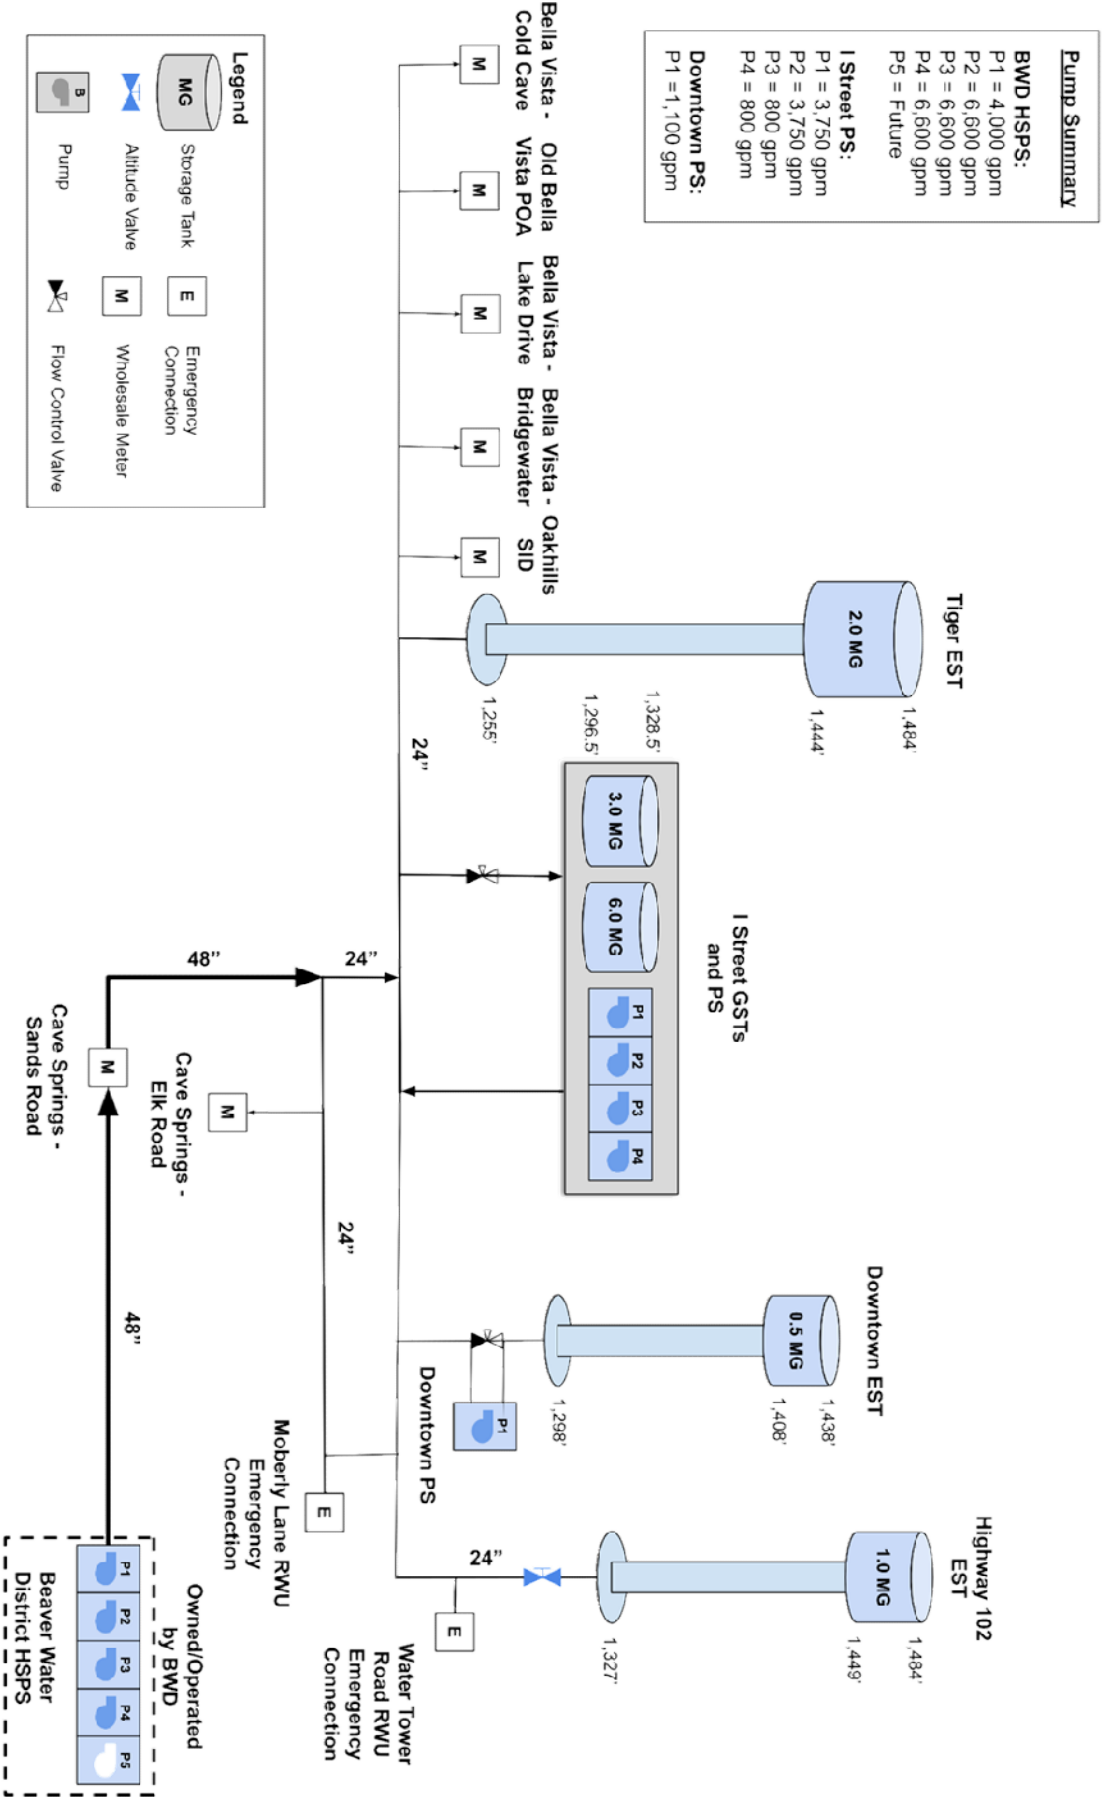 Pump Summary
BWD HSPS:
P1 = 4,000 gpm
P2 = 6,600 gpm
P3 = 6,600 gpm
P4 = 6,600 gpm
P5 = Future
I Street PS:
P1 = 3,750 gpm
P2 = 3,750 gpm
P3 = 800 gpm
P4 = 800 gpm
Downtown PS:
P1 =1,100 gpm
Tiger EST
2.0 MG
1,484'
1,444'
1,255'
I Street GSTs
and PS
1,328.5'
1,296.5'
3.0 MG
6.0 MG
P1
P2
P3
P4
Downtown EST
0.5 MG
1,438'
1,408'
1,298'
P1
Downtown PS
Highway 102
EST
1.0 MG
1,484'
1,449'
1,327'
24”
E
Water Tower
Road RWU
Emergency
Connection
Bella Vista -
Cold Cave
Old Bella
Vista POA
Bella Vista -
Lake Drive
Bella Vista -
Bridgewater
Oakhills
SID
M
M
M
M
M
24”
24”
48”
24”
E
Moberly Lane RWU
Emergency
Connection
M
Cave Springs -
Elk Road
M
Cave Springs -
Sands Road
48”
Owned/Operated
by BWD
P1
P2
P3
P4
P5
Beaver Water
District HSPS
Legend
MG
Storage Tank
E
Emergency
Connection
Altitude Valve
M
Wholesale Meter
B
Pump
Flow Control Valve